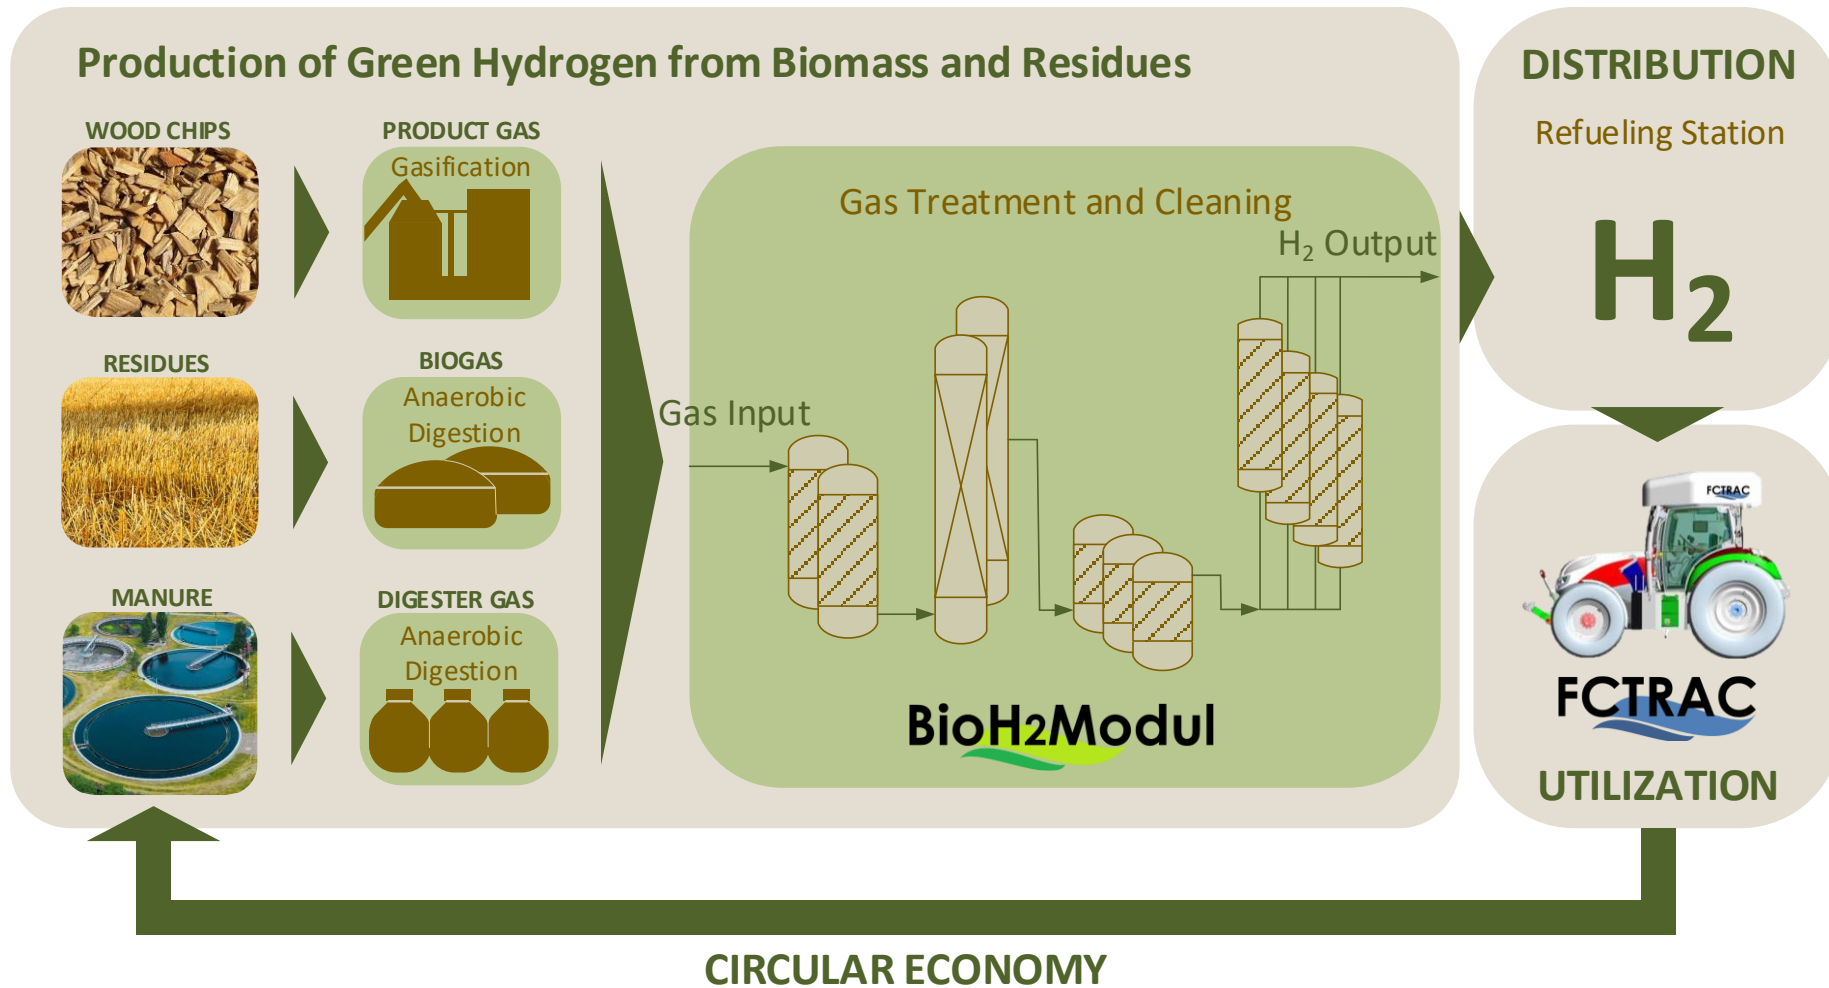 Production of Green Hydrogen from Biomass and Residues
WOOD CHIPS
PRODUCT GAS
Gasification
RESIDUES
BIOGAS
Anaerobic
Digestion
MANURE
DIGESTER GAS
Anaerobic
Digestion
Gas Treatment and Cleaning
H₂ Output
Gas Input
BioH2Modul
DISTRIBUTION
Refueling Station
H₂
FCTRAC
FCTRAC
UTILIZATION
CIRCULAR ECONOMY